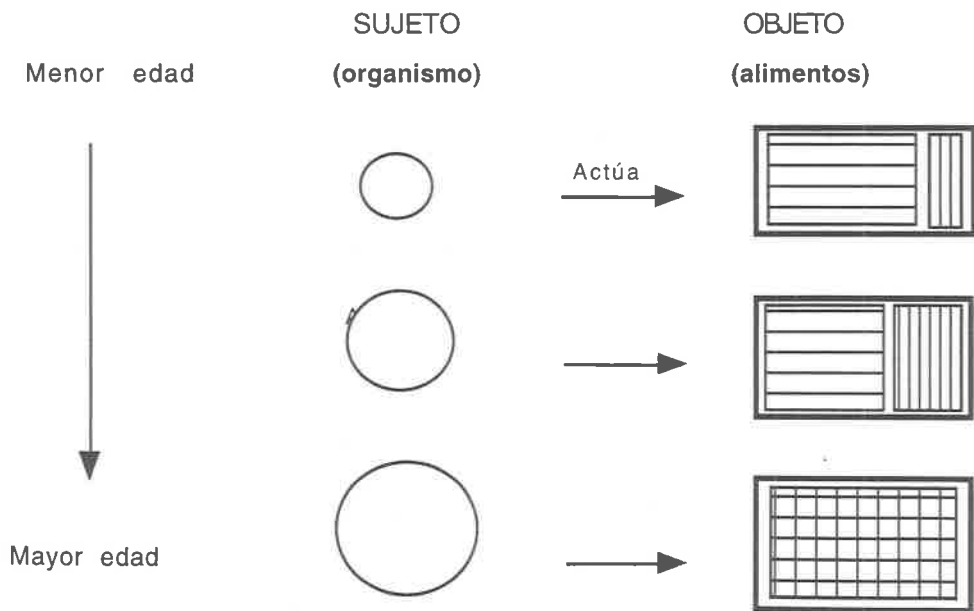 SUJETO OBJETO
Menor edad (organismo) (alimentos)
Actúa
Mayor edad